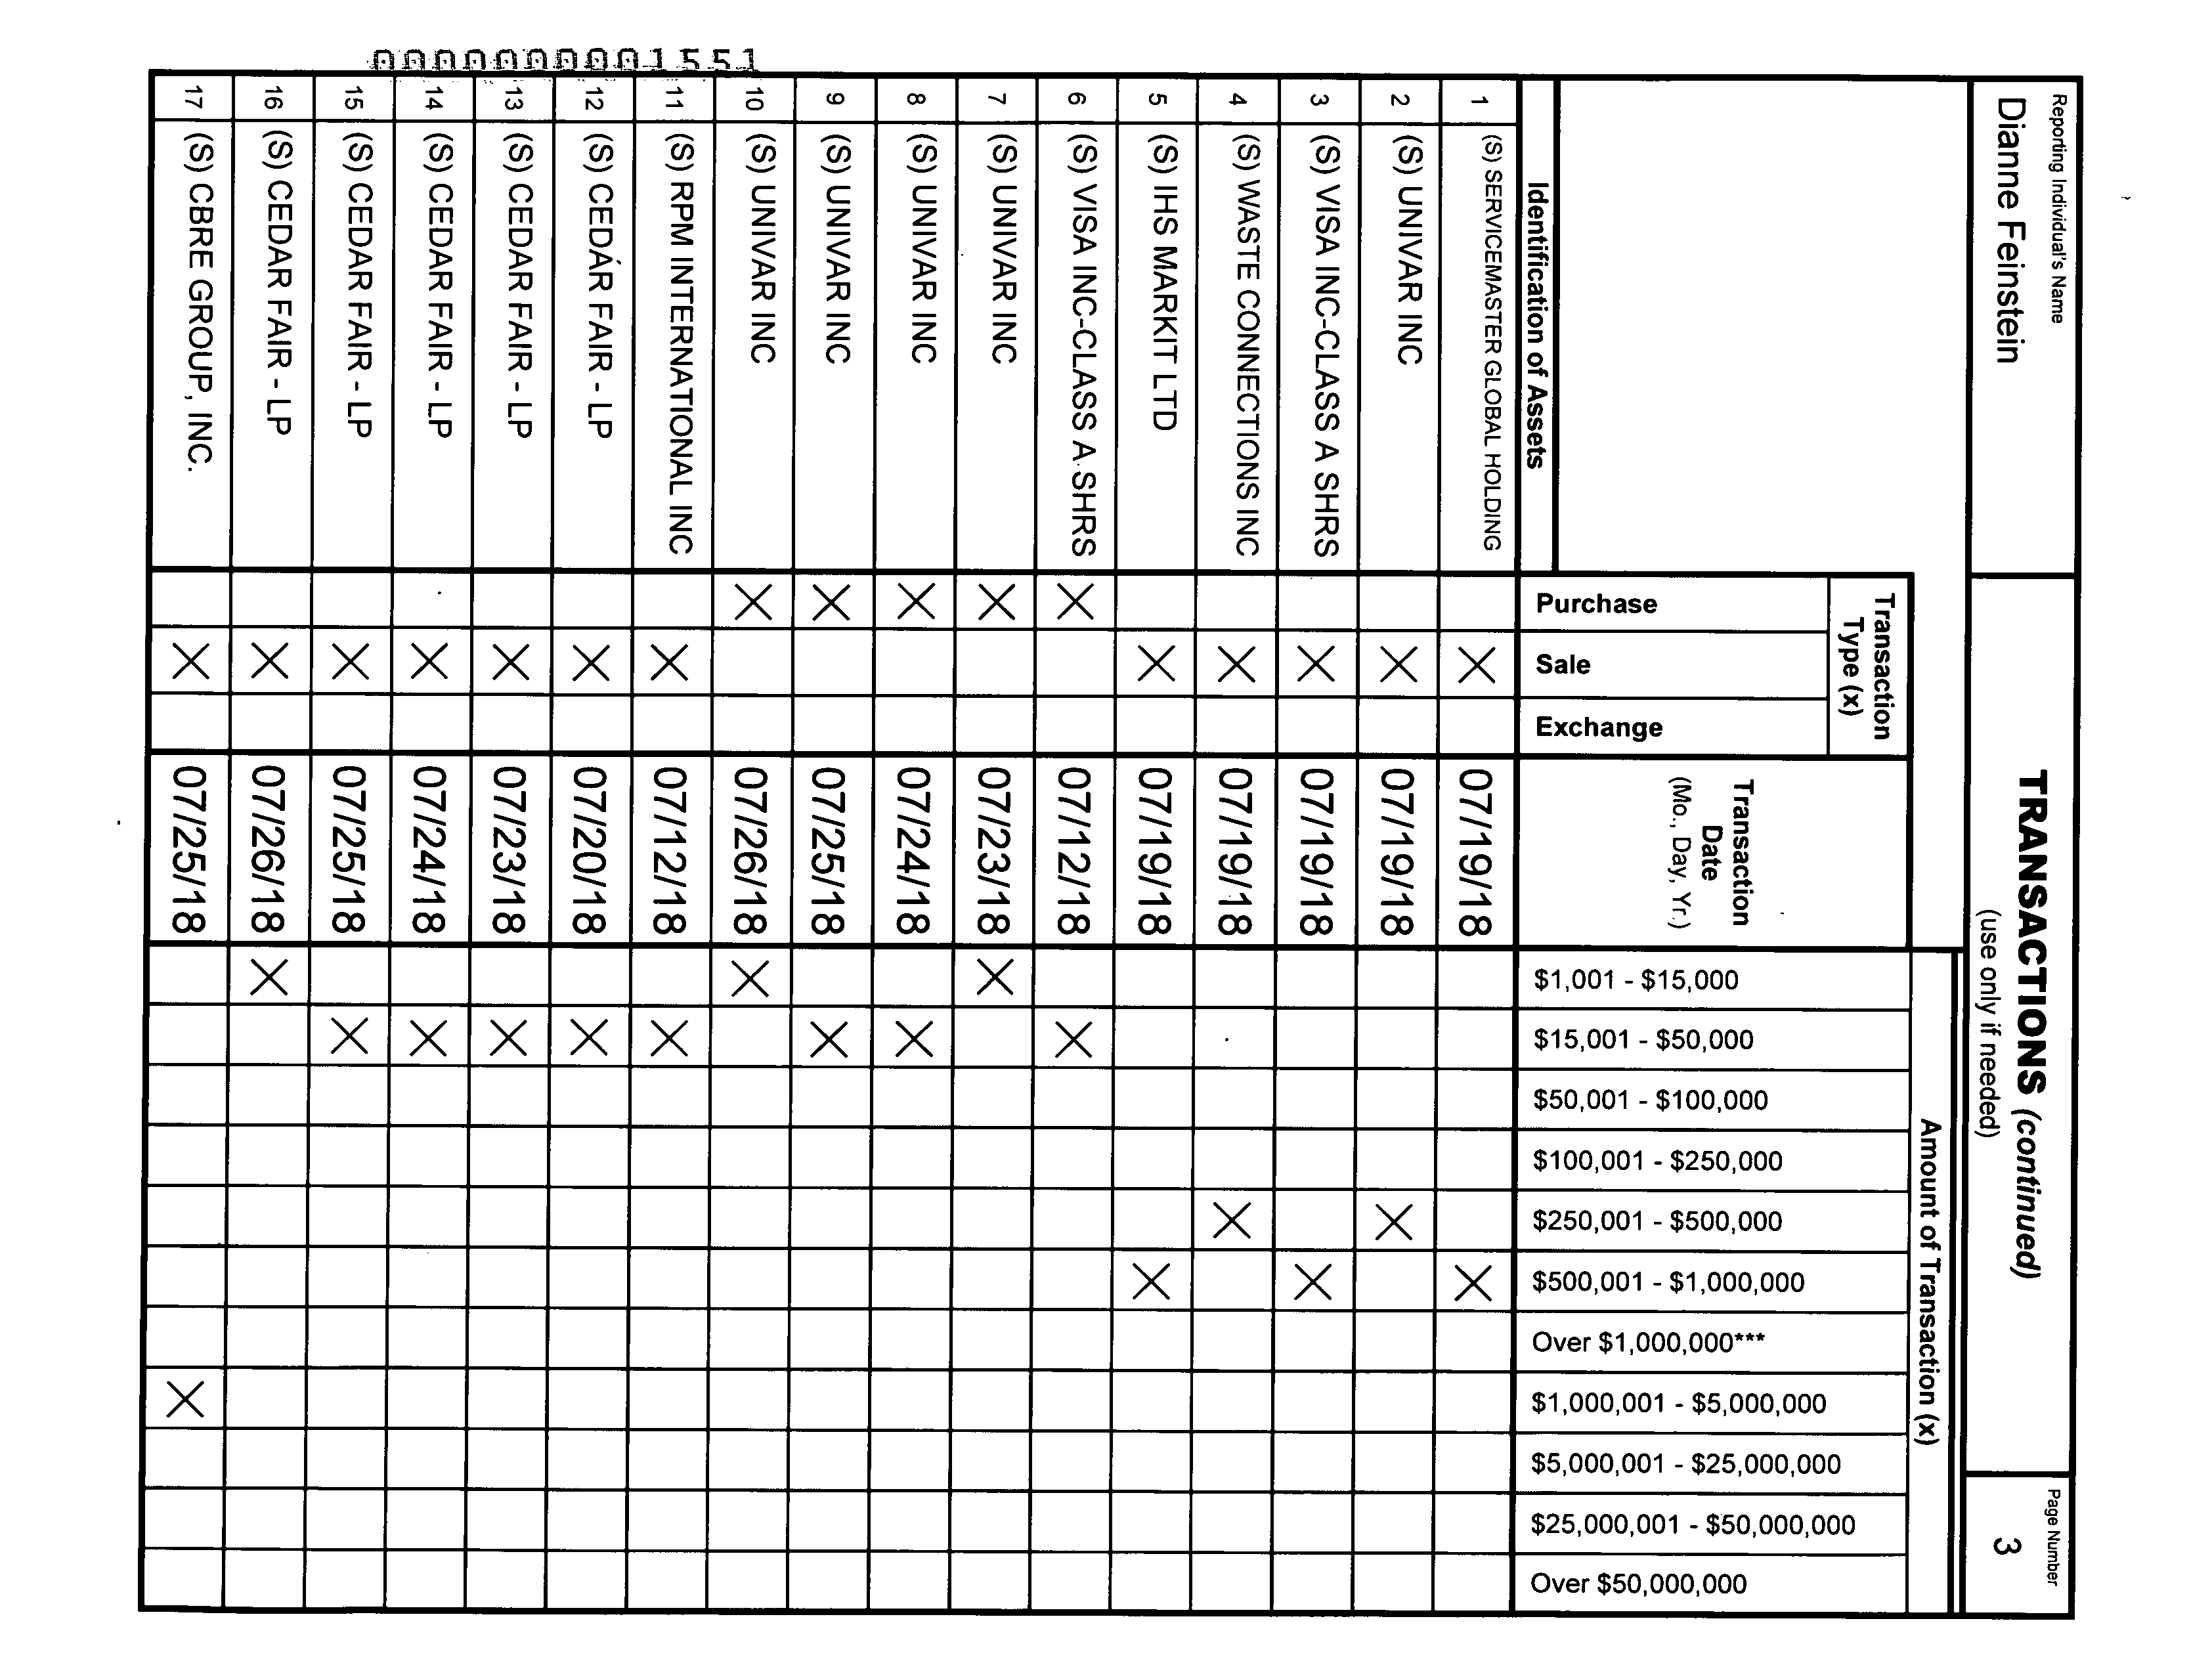 Reporting Individual's Name
Dianne Feinstein
TRANSACTIONS (continued)
(use only if needed)
Page Number
3
Transaction
Type (x)
Amount of Transaction (x)
Identification of Assets
Purchase
Sale
Exchange
Transaction
Date
(Mo., Day, Yr.)
$1,001 - $15,000
$15,001 - $50,000
$50,001 - $100,000
$100,001 - $250,000
$250,001 - $500,000
$500,001 - $1,000,000
Over $1,000,000***
$1,000,001 - $5,000,000
$5,000,001 - $25,000,000
$25,000,001 - $50,000,000
Over $50,000,000
1 (S) SERVICEMASTER GLOBAL HOLDING X 07/19/18 X
2 (S) UNIVAR INC X 07/19/18 X
3 (S) VISA INC-CLASS A SHRS X 07/19/18 X
4 (S) WASTE CONNECTIONS INC X 07/19/18 X
5 (S) IHS MARKIT LTD X 07/19/18 X
6 (S) VISA INC-CLASS A SHRS X 07/12/18 X
7 (S) UNIVAR INC X 07/23/18 X
8 (S) UNIVAR INC X 07/24/18 X
9 (S) UNIVAR INC X 07/25/18 X
10 (S) UNIVAR INC X 07/26/18 X
11 (S) RPM INTERNATIONAL INC X 07/12/18 X
12 (S) CEDAR FAIR - LP X 07/20/18 X
13 (S) CEDAR FAIR - LP X 07/23/18 X
14 (S) CEDAR FAIR - LP X 07/24/18 X
15 (S) CEDAR FAIR - LP X 07/25/18 X
16 (S) CEDAR FAIR - LP X 07/26/18 X
17 (S) CBRE GROUP, INC. X 07/25/18 X
0000000001551